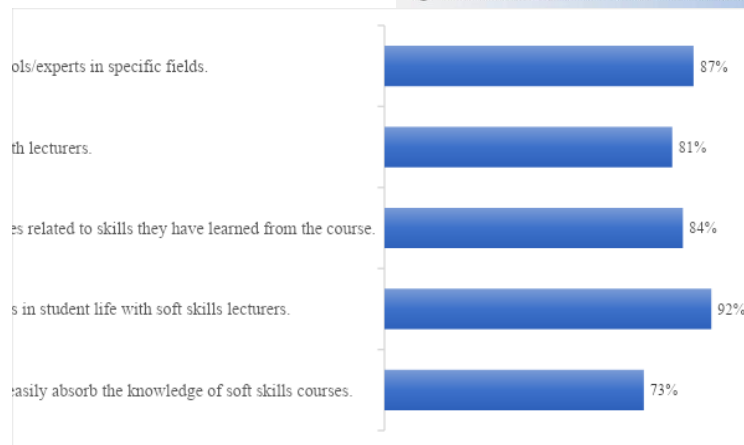 ols/experts in specific fields.
87%
th lecturers.
81%
es related to skills they have learned from the course.
84%
s in student life with soft skills lecturers.
92%
easily absorb the knowledge of soft skills courses.
73%